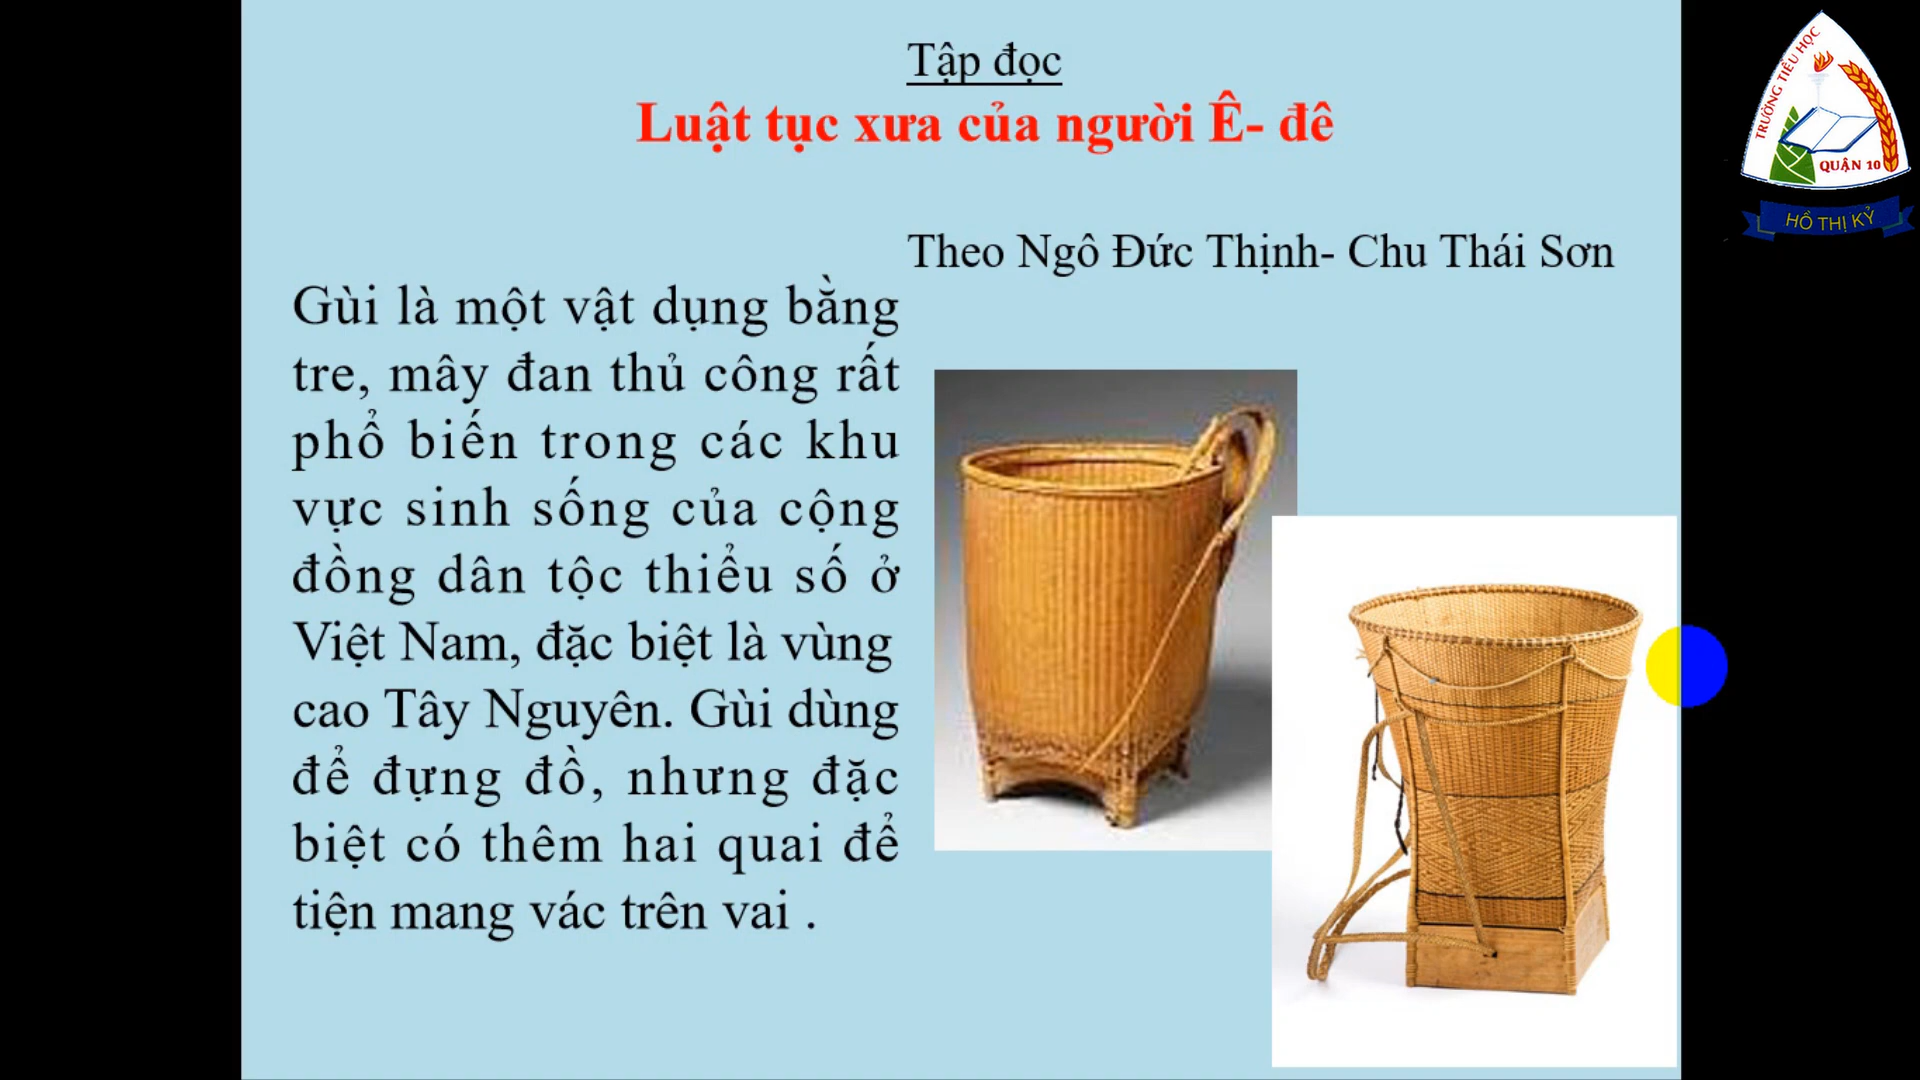 Tập đọc
Luật tục xưa của người Ê- đê
Theo Ngô Đức Thịnh- Chu Thái Sơn
Gùi là một vật dụng bằng
tre, mây đan thủ công rất
phổ biến trong các khu
vực sinh sống của cộng
đồng dân tộc thiểu số ở
Việt Nam, đặc biệt là vùng
cao Tây Nguyên. Gùi dùng
để đựng đồ, nhưng đặc
biệt có thêm hai quai để
tiện mang vác trên vai .
TRƯỜNG TIỂU HỌC
QUẬN 10
HỒ THỊ KỶ